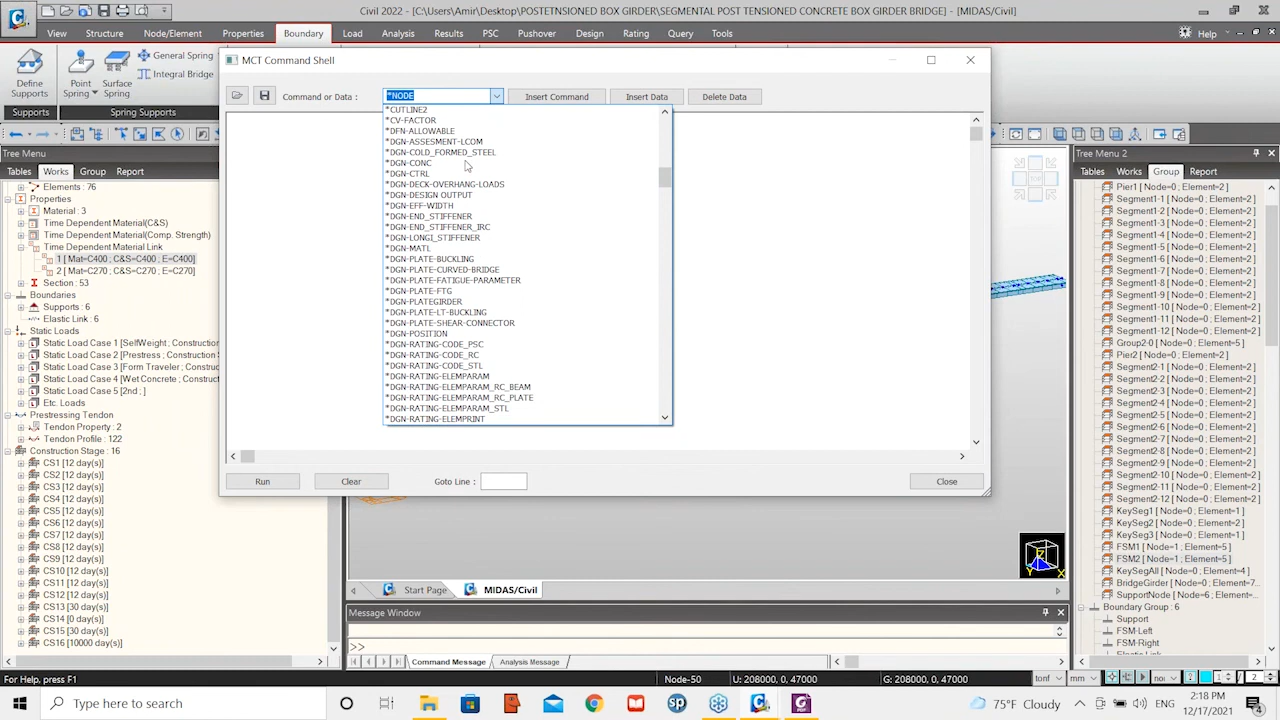 Civil 2022 - [C:\Users\Amir\Desktop\POSTETNSIONED BOX GIRDER\SEGMENTAL POST TENSIONED CONCRETE BOX GIRDER BRIDGE] - [MIDAS/Civil]
View Structure Node/Element Properties Boundary Load Analysis Results PSC Pushover Design Rating Query Tools Help
General Spring
Integral Bridge
Define Supports
Point Spring
Surface Spring
Supports
Spring Supports
MCT Command Shell
Command or Data :
*NODE
Insert Command
Insert Data
Delete Data
*CUTLINE2
*CV-FACTOR
*DFN-ALLOWABLE
*DGN-ASSESMENT-LCOM
*DGN-COLD_FORMED_STEEL
*DGN-CONC
*DGN-CTRL
*DGN-DECK-OVERHANG-LOADS
*DGN-DESIGN OUTPUT
*DGN-EFF-WIDTH
*DGN-END_STIFFENER
*DGN-END_STIFFENER_IRC
*DGN-LONGI_STIFFENER
*DGN-MATL
*DGN-PLATE-BUCKLING
*DGN-PLATE-CURVED-BRIDGE
*DGN-PLATE-FATIGUE-PARAMETER
*DGN-PLATE-FTG
*DGN-PLATEGIRDER
*DGN-PLATE-LT-BUCKLING
*DGN-PLATE-SHEAR-CONNECTOR
*DGN-POSITION
*DGN-RATING-CODE_PSC
*DGN-RATING-CODE_RC
*DGN-RATING-CODE_STL
*DGN-RATING-ELEMPARAM
*DGN-RATING-ELEMPARAM_RC_BEAM
*DGN-RATING-ELEMPARAM_RC_PLATE
*DGN-RATING-ELEMPARAM_STL
*DGN-RATING-ELEMPRINT
Run
Clear
Goto Line :
Close
Tree Menu
Tables Works Group Report
Elements : 76
Properties
Material : 3
Time Dependent Material(C&S)
Time Dependent Material(Comp. Strength)
Time Dependent Material Link
1 [ Mat=C400 ; C&S=C400 ; E=C400]
2 [ Mat=C270 ; C&S=C270 ; E=C270]
Section : 53
Boundaries
Supports : 6
Elastic Link : 6
Static Loads
Static Load Case 1 [SelfWeight ; Construction
Static Load Case 2 [Prestress ; Construction
Static Load Case 3 [Form Traveler ; Construc
Static Load Case 4 [Wet Concrete ; Construct
Static Load Case 5 [2nd ; ]
Etc. Loads
Prestressing Tendon
Tendon Property : 2
Tendon Profile : 122
Construction Stage : 16
CS1 [12 day(s)]
CS2 [12 day(s)]
CS3 [12 day(s)]
CS4 [12 day(s)]
CS5 [12 day(s)]
CS6 [12 day(s)]
CS7 [12 day(s)]
CS8 [12 day(s)]
CS9 [12 day(s)]
CS10 [12 day(s)]
CS11 [12 day(s)]
CS12 [12 day(s)]
CS13 [30 day(s)]
CS14 [0 day(s)]
CS15 [30 day(s)]
CS16 [10000 day(s)]
Start Page
MIDAS/Civil
Message Window
>>
Command Message
Analysis Message
Tree Menu 2
Tables Works Group Report
Pier1 [ Node=0 ; Element=2 ]
Segment1-1 [ Node=0 ; Element=2 ]
Segment1-2 [ Node=0 ; Element=2 ]
Segment1-3 [ Node=0 ; Element=2 ]
Segment1-4 [ Node=0 ; Element=2 ]
Segment1-5 [ Node=0 ; Element=2 ]
Segment1-6 [ Node=0 ; Element=2 ]
Segment1-7 [ Node=0 ; Element=2 ]
Segment1-8 [ Node=0 ; Element=2 ]
Segment1-9 [ Node=0 ; Element=2 ]
Segment1-10 [ Node=0 ; Element=2 ]
Segment1-11 [ Node=0 ; Element=2 ]
Segment1-12 [ Node=0 ; Element=2 ]
Group2-0 [ Node=0 ; Element=5 ]
Pier2 [ Node=0 ; Element=2 ]
Segment2-1 [ Node=0 ; Element=2 ]
Segment2-2 [ Node=0 ; Element=2 ]
Segment2-3 [ Node=0 ; Element=2 ]
Segment2-4 [ Node=0 ; Element=2 ]
Segment2-5 [ Node=0 ; Element=2 ]
Segment2-6 [ Node=0 ; Element=2 ]
Segment2-7 [ Node=0 ; Element=2 ]
Segment2-8 [ Node=0 ; Element=2 ]
Segment2-9 [ Node=0 ; Element=2 ]
Segment2-10 [ Node=0 ; Element=2 ]
Segment2-11 [ Node=0 ; Element=2 ]
Segment2-12 [ Node=0 ; Element=2 ]
KeySeg1 [ Node=0 ; Element=1 ]
KeySeg2 [ Node=0 ; Element=2 ]
KeySeg3 [ Node=0 ; Element=1 ]
FSM1 [ Node=1 ; Element=5 ]
FSM2 [ Node=1 ; Element=5 ]
KeySegAll [ Node=0 ; Element=4 ]
BridgeGirder [ Node=0 ; Element=7...
SupportNode [ Node=6 ; Element=...
Boundary Group : 6
Support
FSM-Left
FSM-Right
For Help, press F1
Node-50
U: 208000, 0, 47000
G: 208000, 0, 47000
tonf
mm
2
Type here to search
75°F Cloudy
ENG
2:18 PM
12/17/2021
4